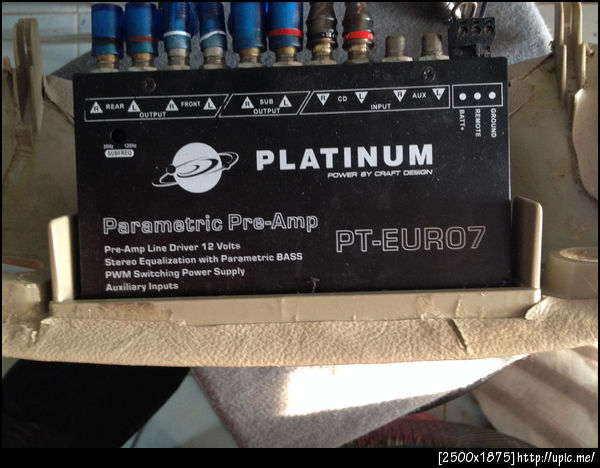 R REAR L R FRONT L R SUB L R CD L R AUX L
OUTPUT OUTPUT INPUT
BATT+ REMOTE GROUND
30Hz 120Hz
SUBFREQ
PLATINUM
POWER BY CRAFT DESIGN
Parametric Pre-Amp
PT-EURO7
Pre-Amp Line Driver 12 Volts
Stereo Equalization with Parametric BASS
PWM Switching Power Supply
Auxiliary Inputs
[2500x1875]http://upic.me/